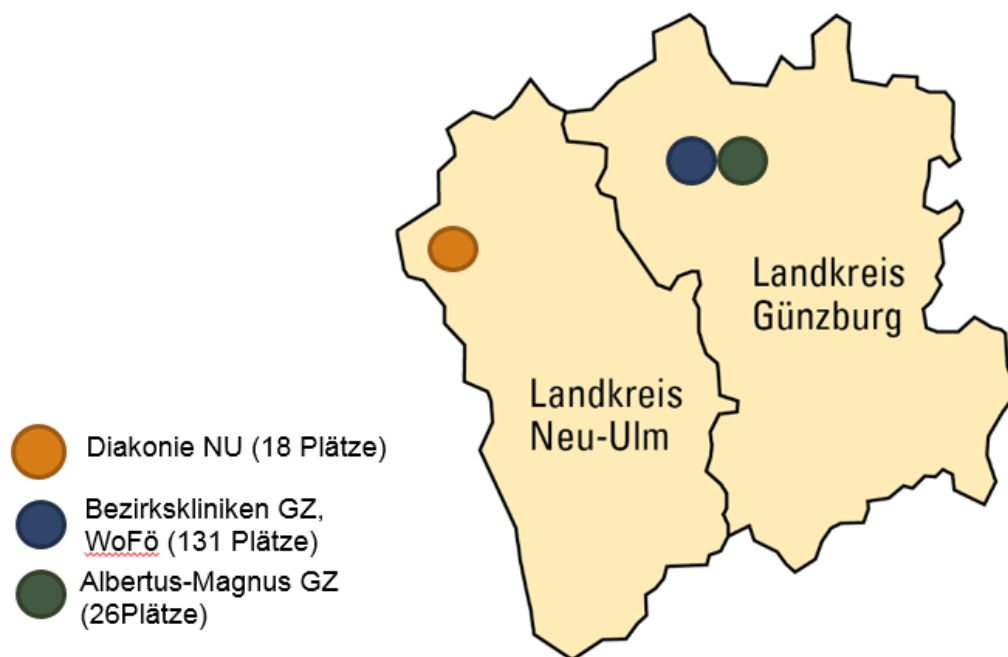 Landkreis
Günzburg
Landkreis
Neu-Ulm
Diakonie NU (18 Plätze)
Bezirkskliniken GZ,
WoFö (131 Plätze)
Albertus-Magnus GZ
(26Plätze)